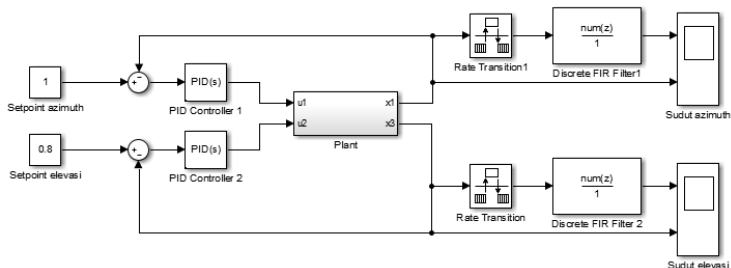 num(z)
1
Rate Transition1
Discrete FIR Filter1
Sudut azimuth
1
Setpoint azimuth
+
−
PID(s)
PID Controller 1
u1
u2
x1
x3
Plant
0.8
Setpoint elevasi
+
−
PID(s)
PID Controller 2
Rate Transition
num(z)
1
Discrete FIR Filter 2
Sudut elevasi